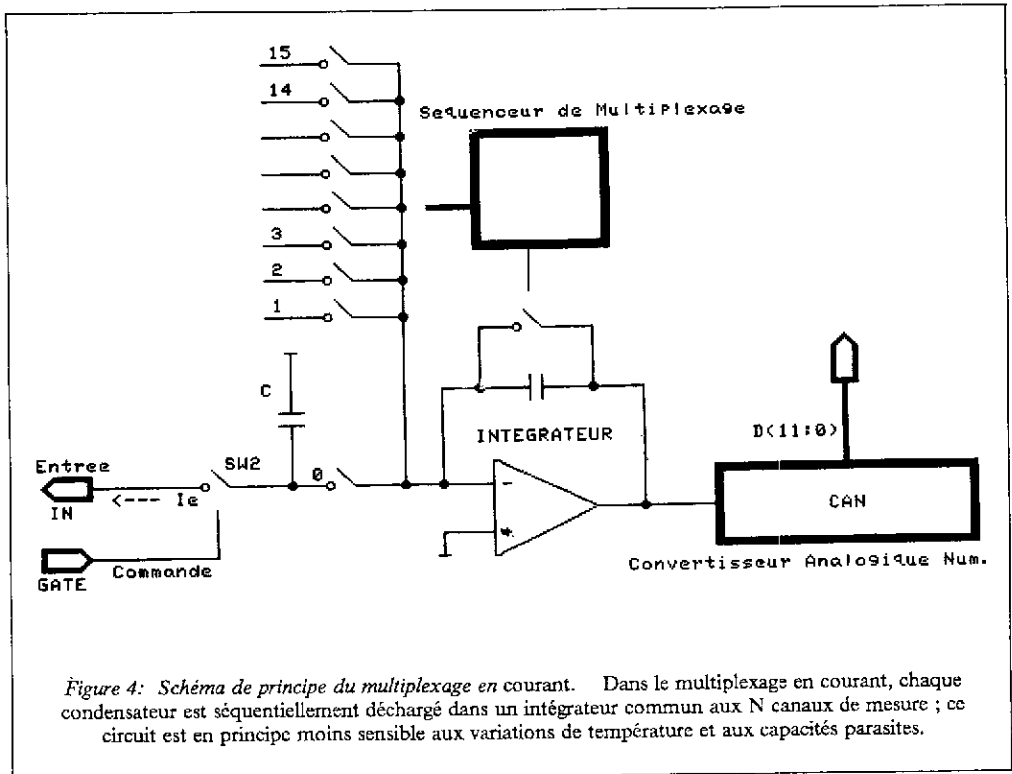 15
14
Sequenceur de Multiplexage
3
2
1
C
INTEGRATEUR
D(11:0)
Entree
SW2
0
IN
<--- Ie
-
+
CAN
GATE
Commande
Convertisseur Analogique Num.
Figure 4: Schéma de principe du multiplexage en courant. Dans le multiplexage en courant, chaque
condensateur est séquentiellement déchargé dans un intégrateur commun aux N canaux de mesure ; ce
circuit est en principe moins sensible aux variations de température et aux capacités parasites.